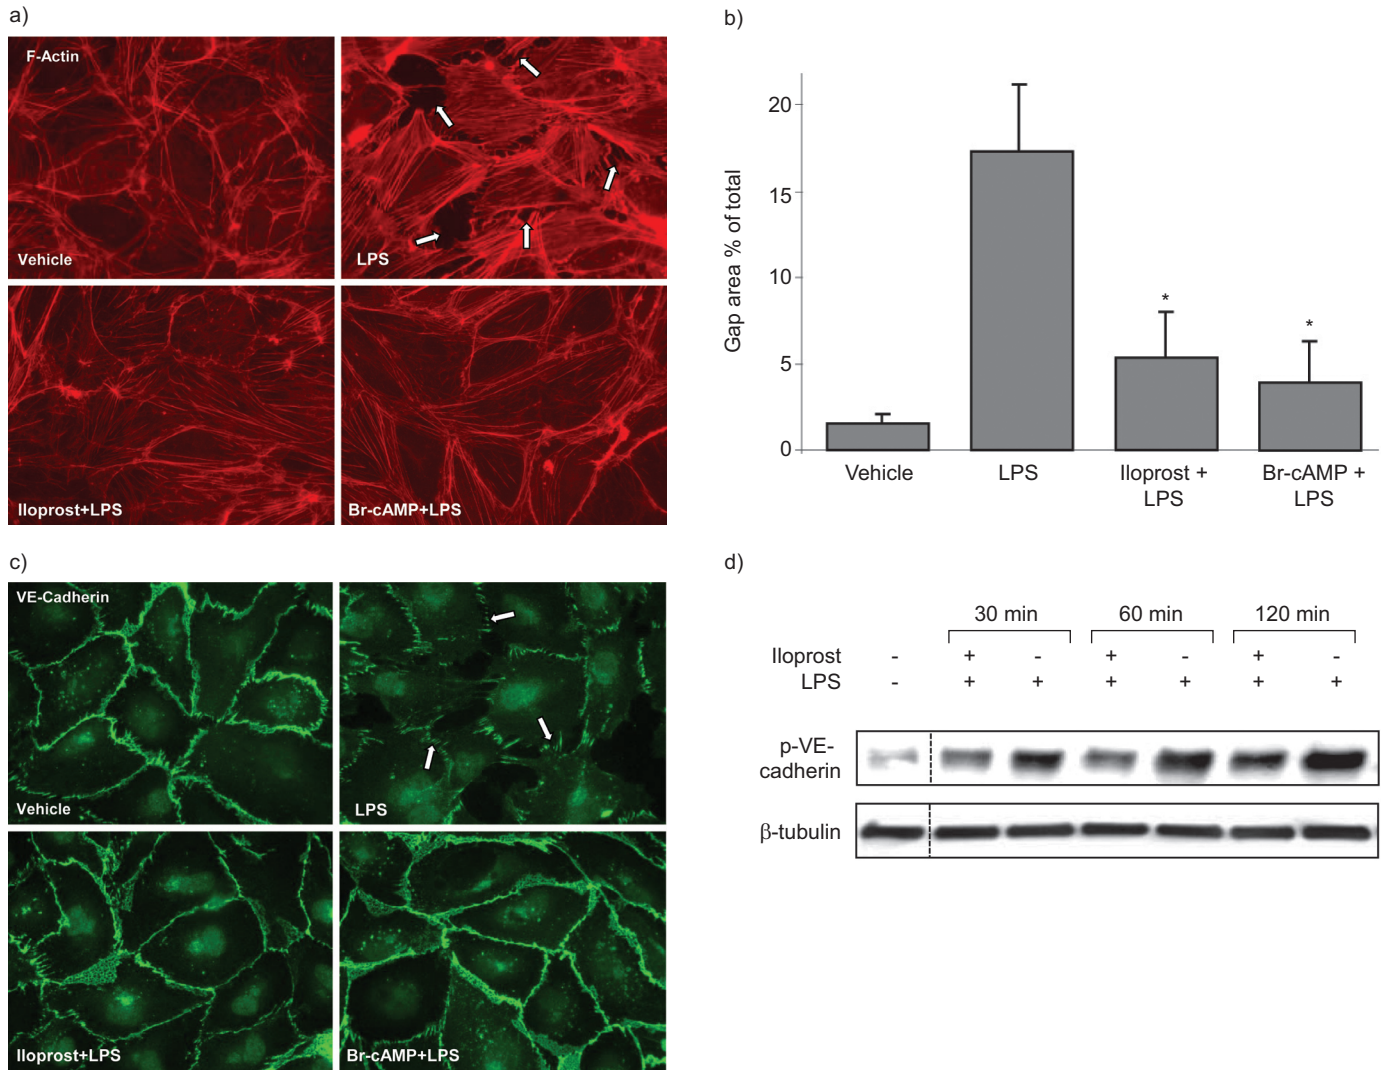 a)
F-Actin
Vehicle
LPS
Iloprost+LPS
Br-cAMP+LPS
b)
Gap area % of total
20
15
10
5
0
*
*
Vehicle
LPS
Iloprost +
LPS
Br-cAMP +
LPS
c)
VE-Cadherin
Vehicle
LPS
Iloprost+LPS
Br-cAMP+LPS
d)
30 min
60 min
120 min
Iloprost - + - + - + -
LPS - + + + + + +
p-VE-
cadherin
β-tubulin